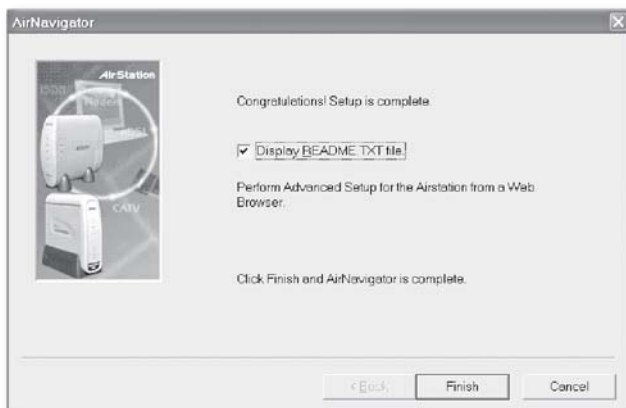 AirNavigator
AirStation
CATV
Congratulations! Setup is complete.
Display README.TXT file.
Perform Advanced Setup for the Airstation from a Web
Browser.
Click Finish and AirNavigator is complete.
< Back
Finish
Cancel